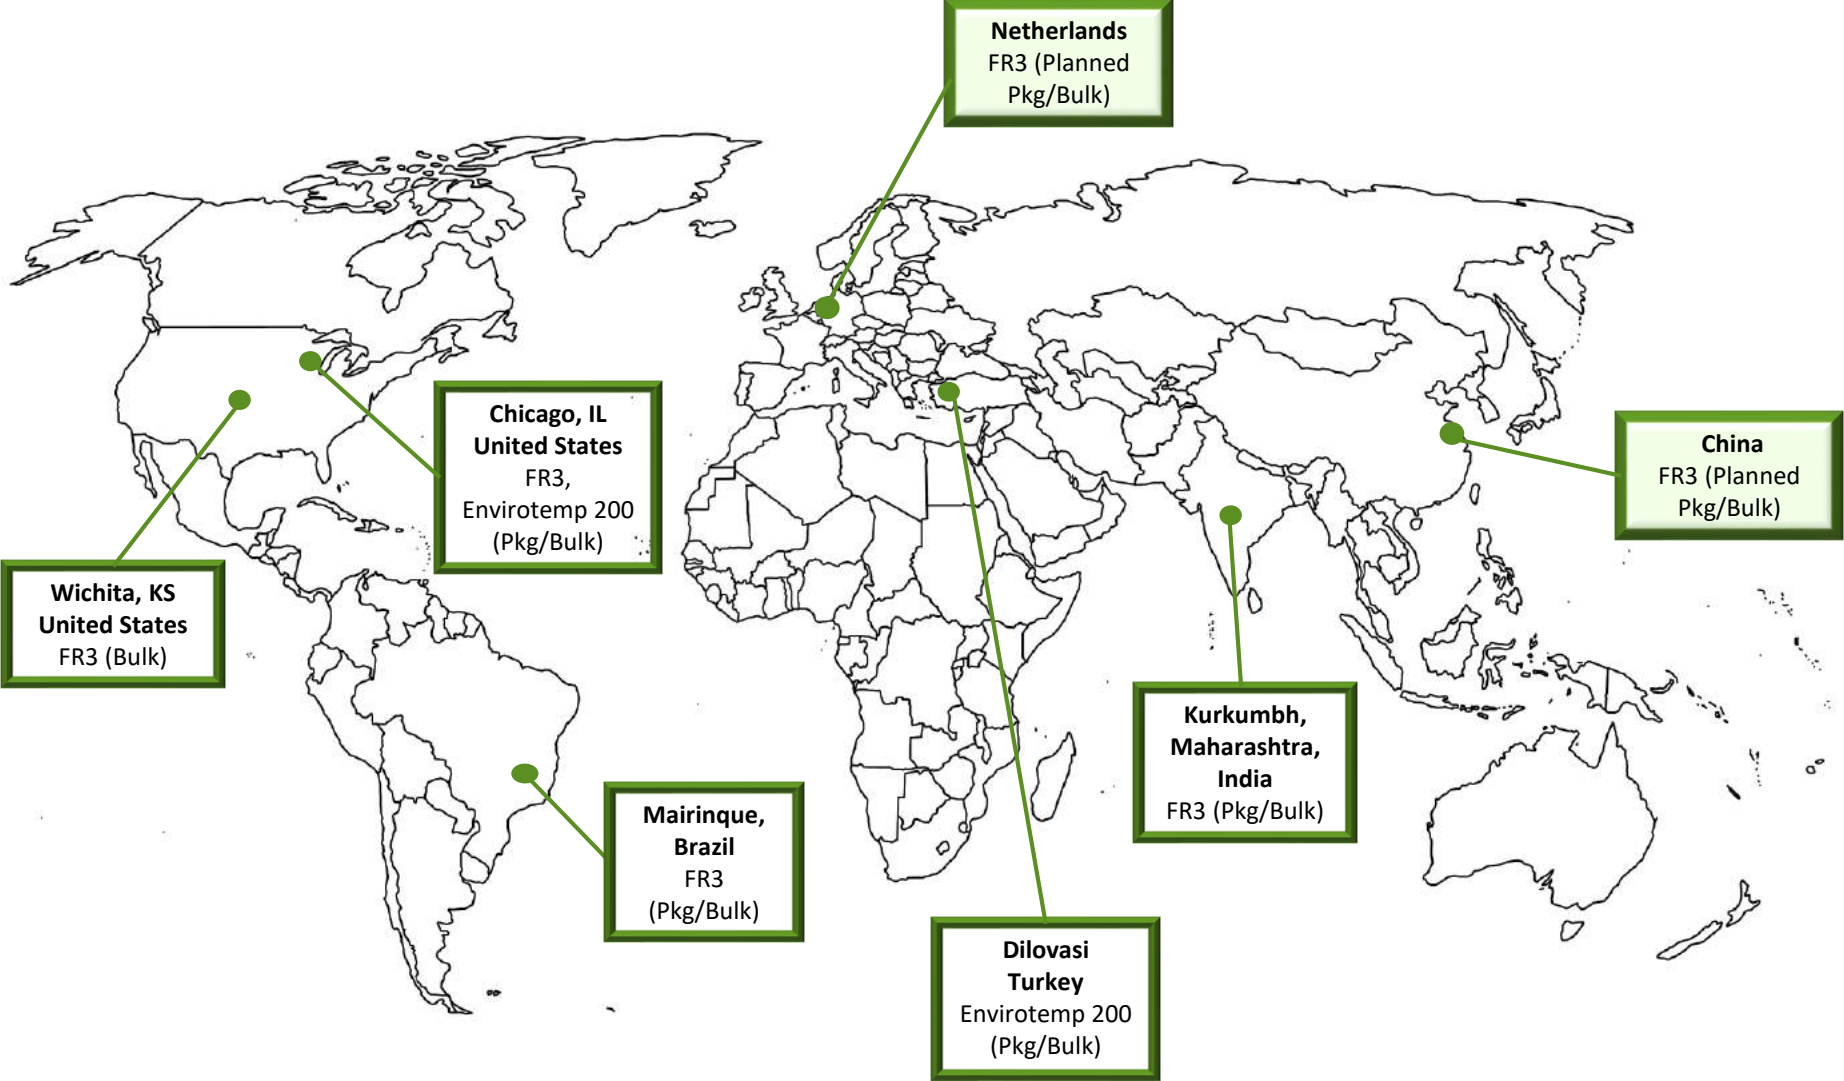 Netherlands
FR3 (Planned
Pkg/Bulk)
Chicago, IL
United States
FR3,
Envirotemp 200
(Pkg/Bulk)
China
FR3 (Planned
Pkg/Bulk)
Wichita, KS
United States
FR3 (Bulk)
Kurkumbh,
Maharashtra,
India
FR3 (Pkg/Bulk)
Mairinque,
Brazil
FR3
(Pkg/Bulk)
Dilovasi
Turkey
Envirotemp 200
(Pkg/Bulk)